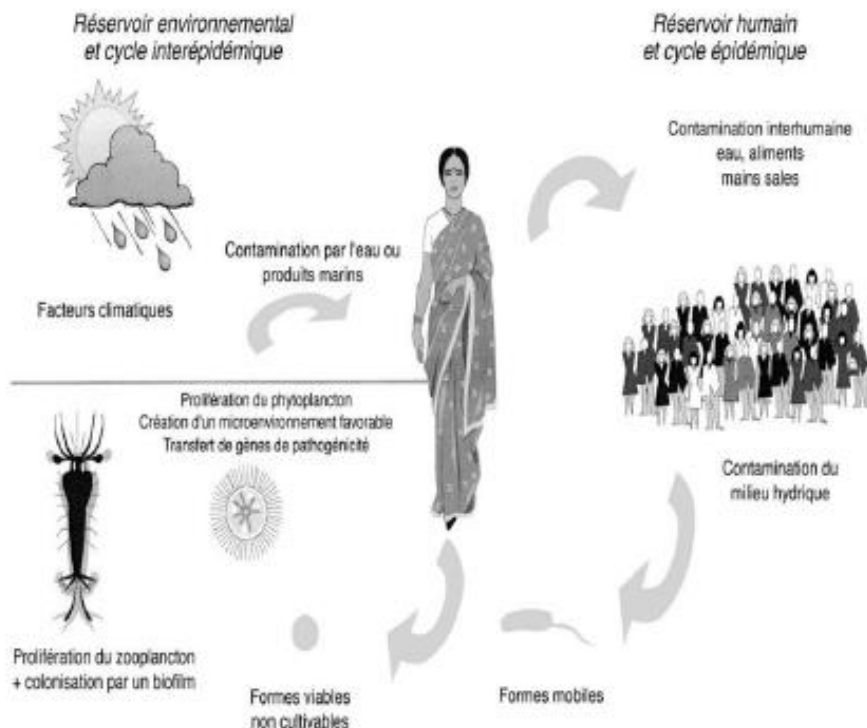 Réservoir environnemental
et cycle interépidémique
Réservoir humain
et cycle épidémique
Contamination interhumaine
eau, aliments
mains sales
Contamination par l'eau ou
produits marins
Facteurs climatiques
Prolifération du phytoplancton
Création d'un microenvironnement favorable
Transfert de gènes de pathogénicité
Contamination du
milieu hydrique
Prolifération du zooplancton
+ colonisation par un biofilm
Formes viables
non cultivables
Formes mobiles